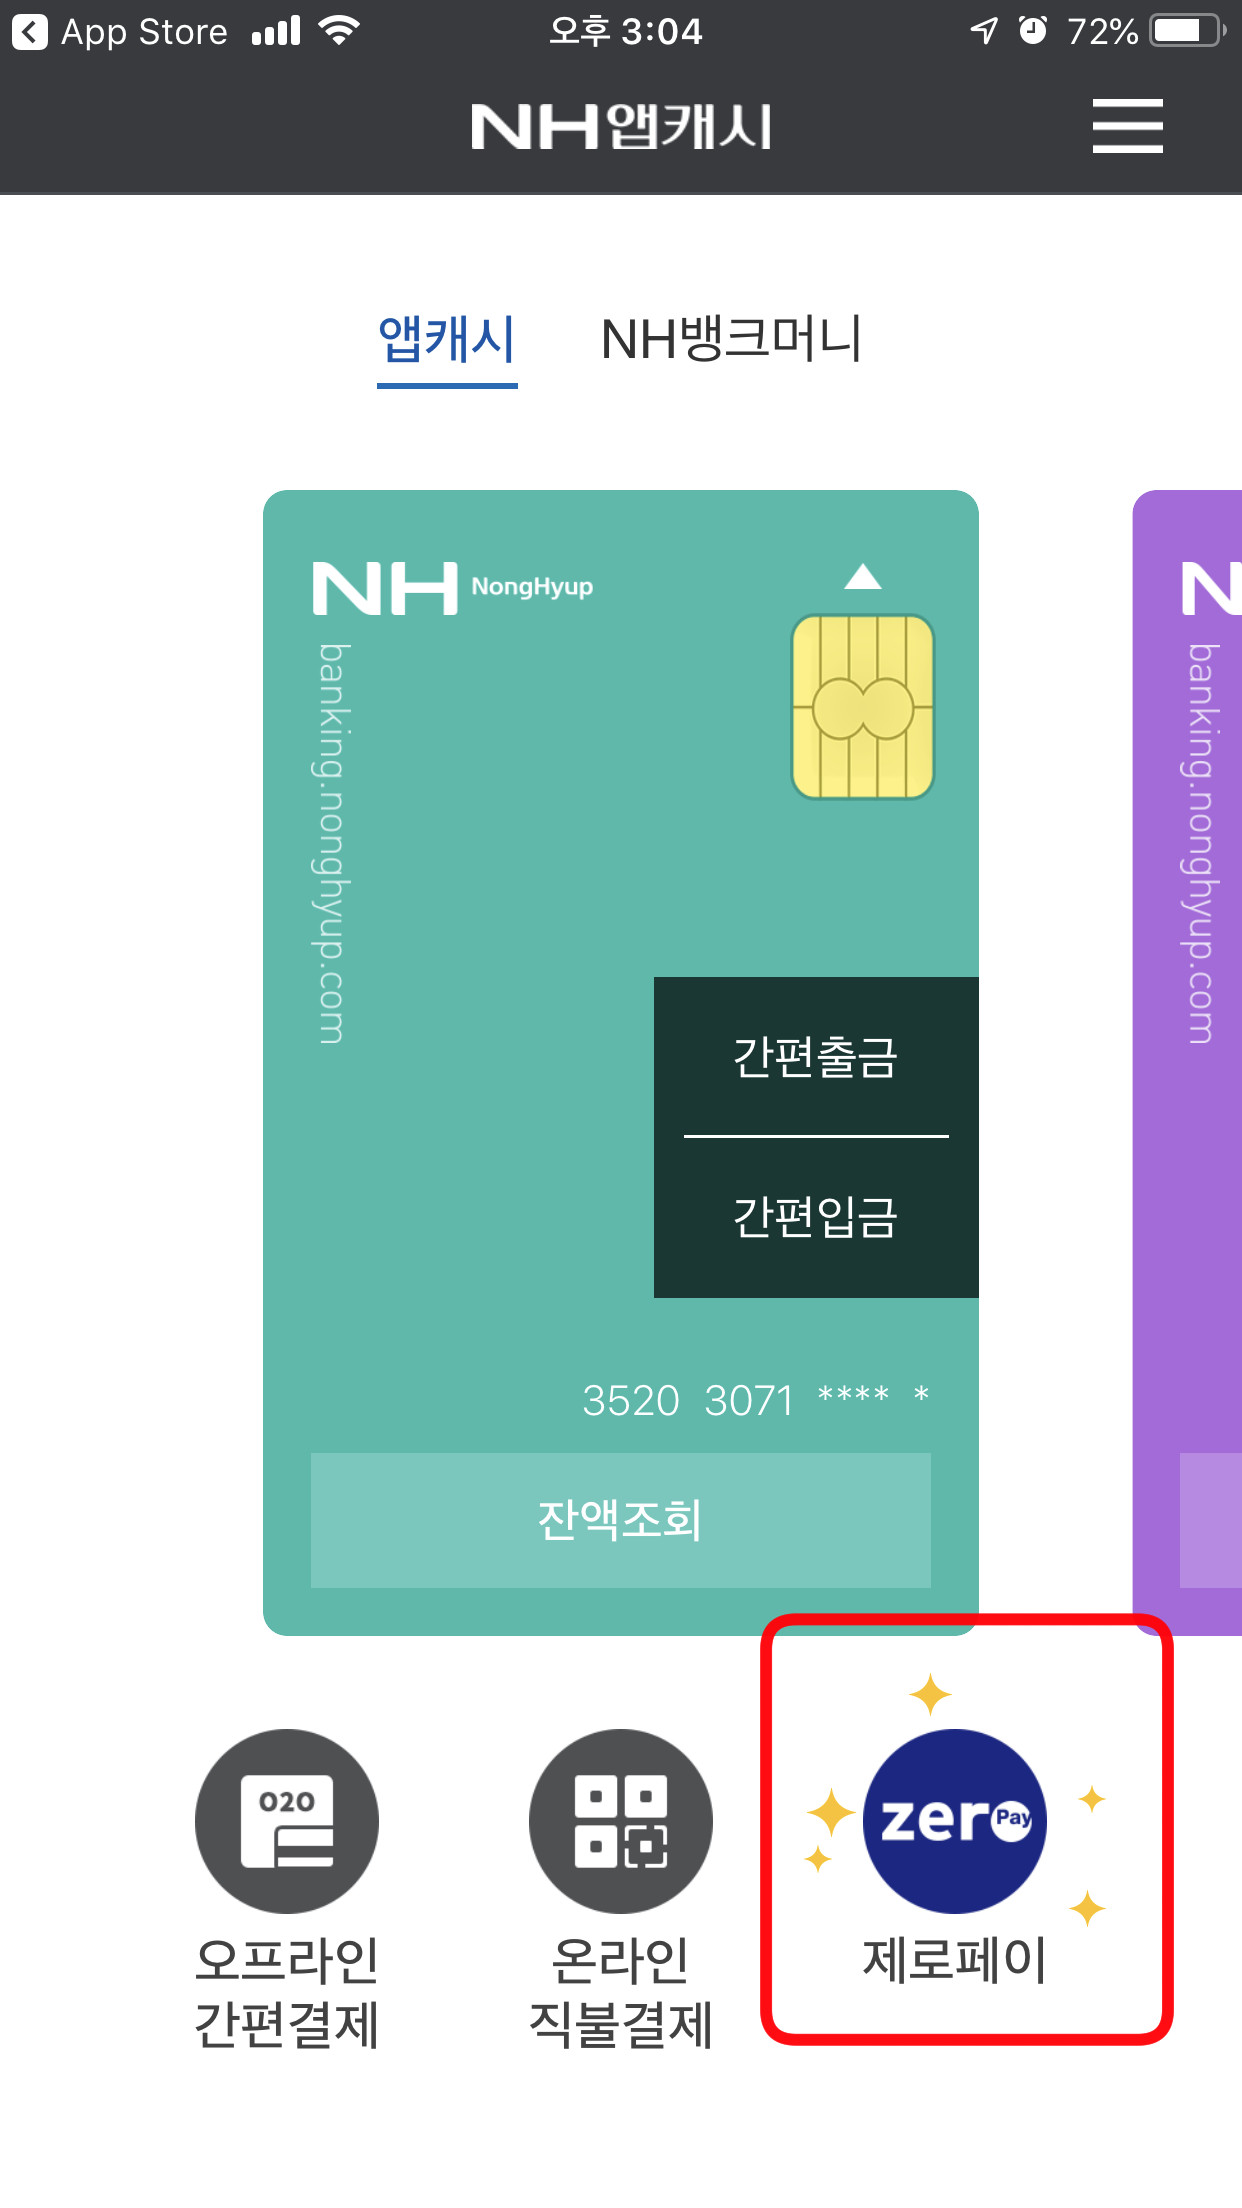 App Store 오후 3:04 72%
NH앱캐시
앱캐시 NH뱅크머니
NH NongHyup
banking.nonghyup.com
간편출금
간편입금
3520 3071 **** *
잔액조회
N
banking.nonghyup.com
020
오프라인
간편결제
온라인
직불결제
zero Pay
제로페이